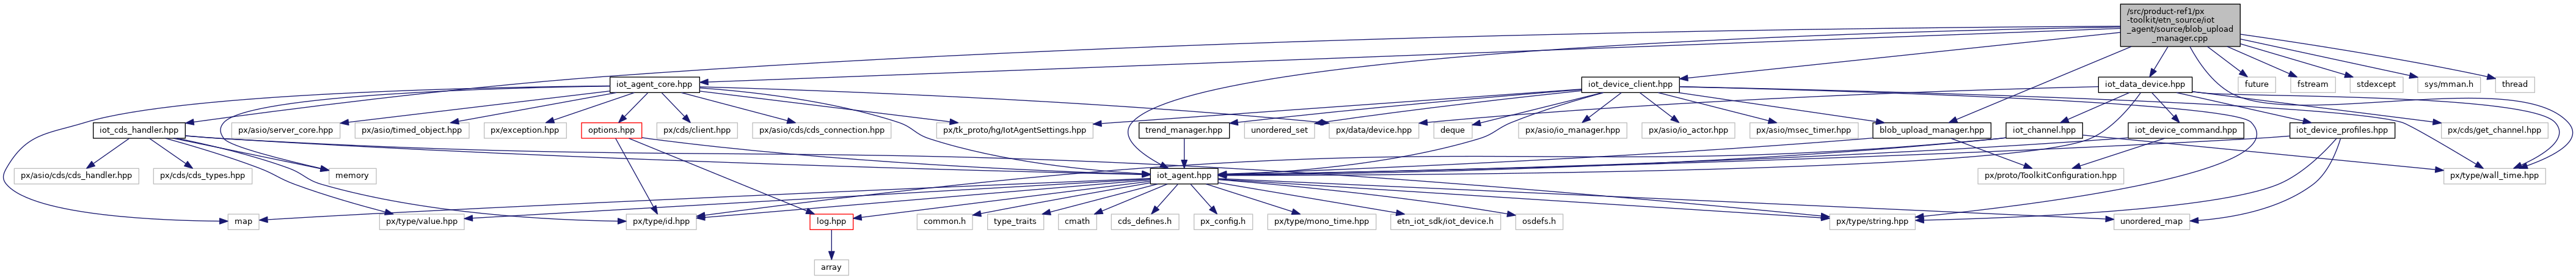 /src/product-ref1/px
-toolkit/etn_source/iot
_agent/source/blob_upload
_manager.cpp
iot_agent_core.hpp
iot_device_client.hpp
iot_data_device.hpp
future
fstream
stdexcept
sys/mman.h
thread
iot_cds_handler.hpp
px/asio/server_core.hpp
px/asio/timed_object.hpp
px/exception.hpp
options.hpp
px/cds/client.hpp
px/asio/cds/cds_connection.hpp
px/tk_proto/hg/IotAgentSettings.hpp
trend_manager.hpp
unordered_set
px/data/device.hpp
deque
px/asio/io_manager.hpp
px/asio/io_actor.hpp
px/asio/msec_timer.hpp
blob_upload_manager.hpp
iot_channel.hpp
iot_device_command.hpp
iot_device_profiles.hpp
px/cds/get_channel.hpp
px/asio/cds/cds_handler.hpp
px/cds/cds_types.hpp
memory
iot_agent.hpp
px/proto/ToolkitConfiguration.hpp
px/type/wall_time.hpp
map
px/type/value.hpp
px/type/id.hpp
log.hpp
common.h
type_traits
cmath
cds_defines.h
px_config.h
px/type/mono_time.hpp
etn_iot_sdk/iot_device.h
osdefs.h
px/type/string.hpp
unordered_map
array